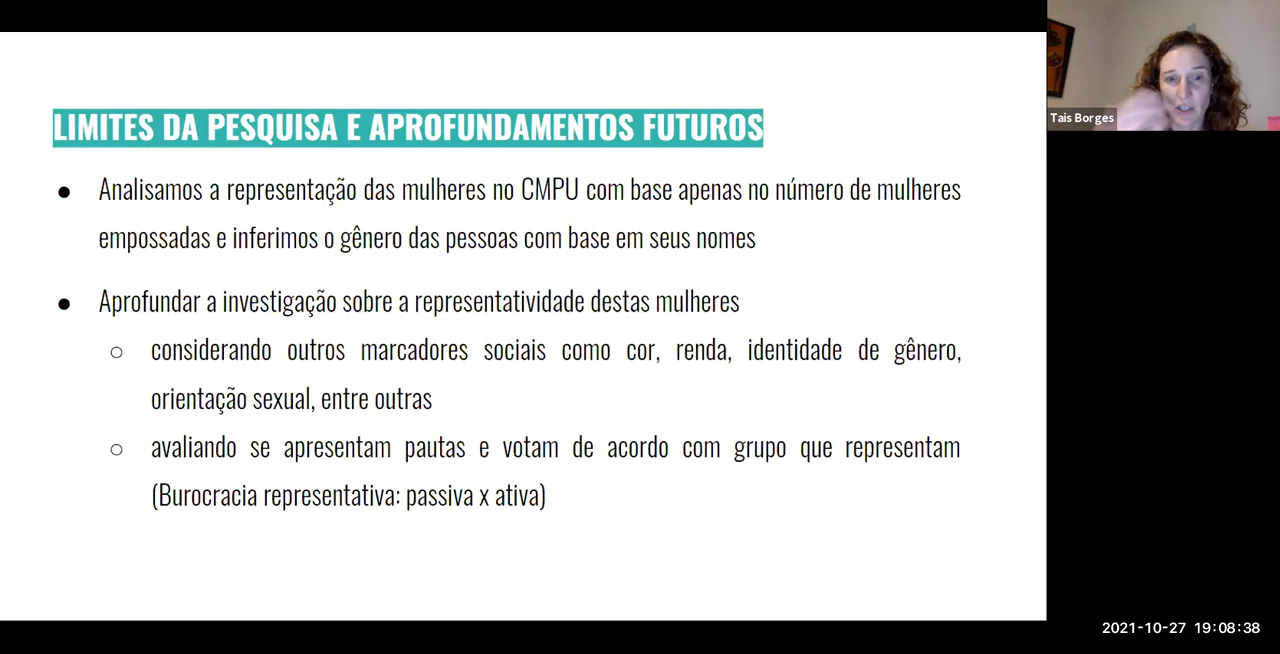 LIMITES DA PESQUISA E APROFUNDAMENTOS FUTUROS
Tais Borges
● Analisamos a representação das mulheres no CMPU com base apenas no número de mulheres
empossadas e inferimos o gênero das pessoas com base em seus nomes
● Aprofundar a investigação sobre a representatividade destas mulheres
○ considerando outros marcadores sociais como cor, renda, identidade de gênero,
orientação sexual, entre outras
○ avaliando se apresentam pautas e votam de acordo com grupo que representam
(Burocracia representativa: passiva x ativa)
2021-10-27 19:08:38